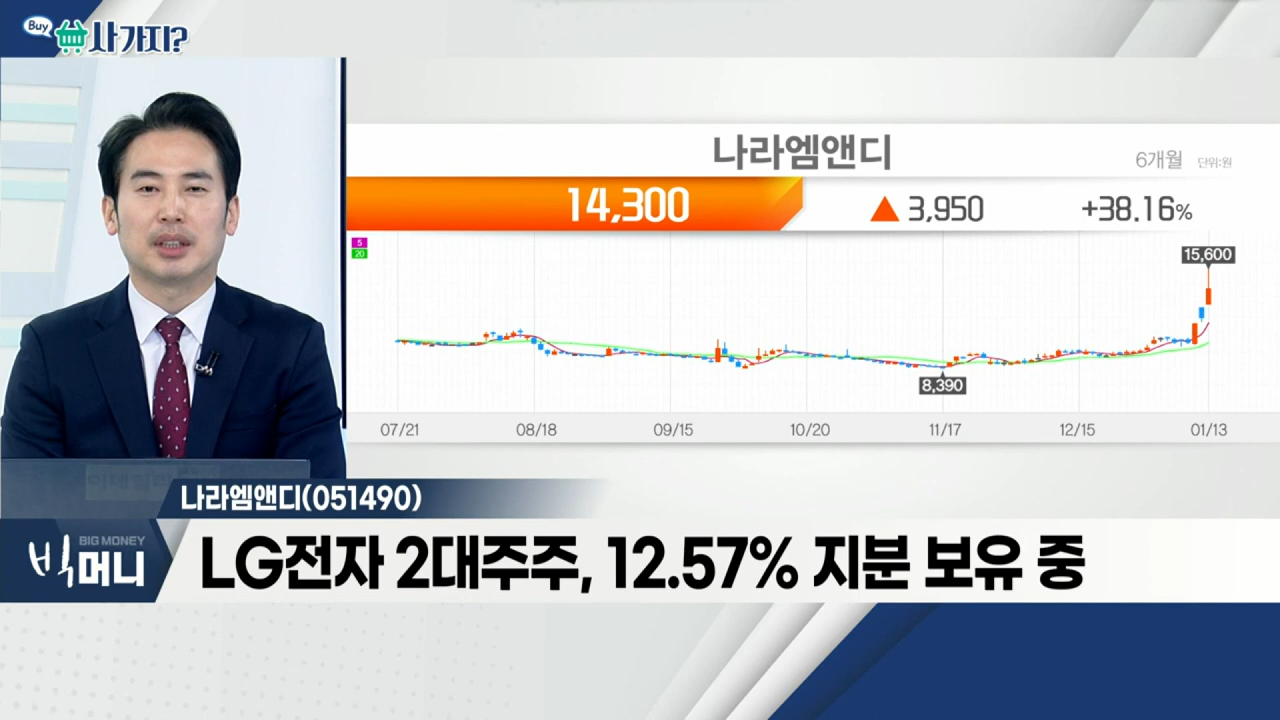 Buy
사가지?
나라엠앤디
6개월 단위:원
14,300 ▲ 3,950 +38.16%
5
20
15,600
8,390
07/21 08/18 09/15 10/20 11/17 12/15 01/13
나라엠앤디(051490)
BIG MONEY
빅머니
LG전자 2대주주, 12.57% 지분 보유 중